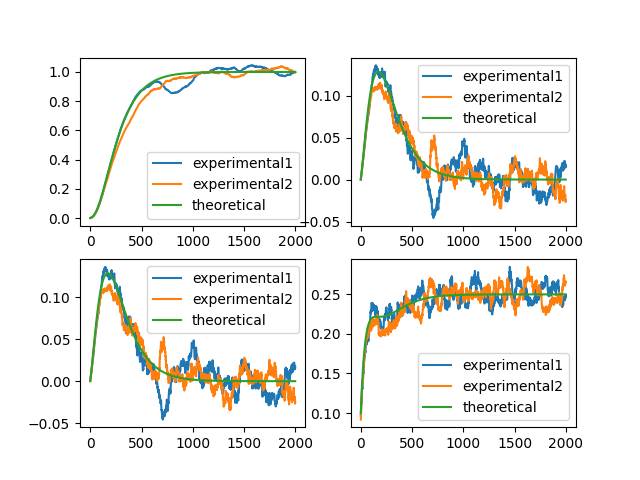 1.0
0.8
0.6
0.4
0.2
0.0
experimental1
experimental2
theoretical
0 500 1000 1500 2000
0.10
0.05
0.00
−0.05
experimental1
experimental2
theoretical
0 500 1000 1500 2000
0.10
0.05
0.00
−0.05
experimental1
experimental2
theoretical
0 500 1000 1500 2000
0.25
0.20
0.15
0.10
experimental1
experimental2
theoretical
0 500 1000 1500 2000